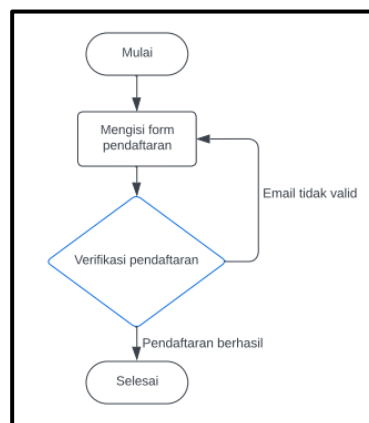 Mulai
Mengisi form
pendaftaran
Email tidak valid
Verifikasi pendaftaran
Pendaftaran berhasil
Selesai